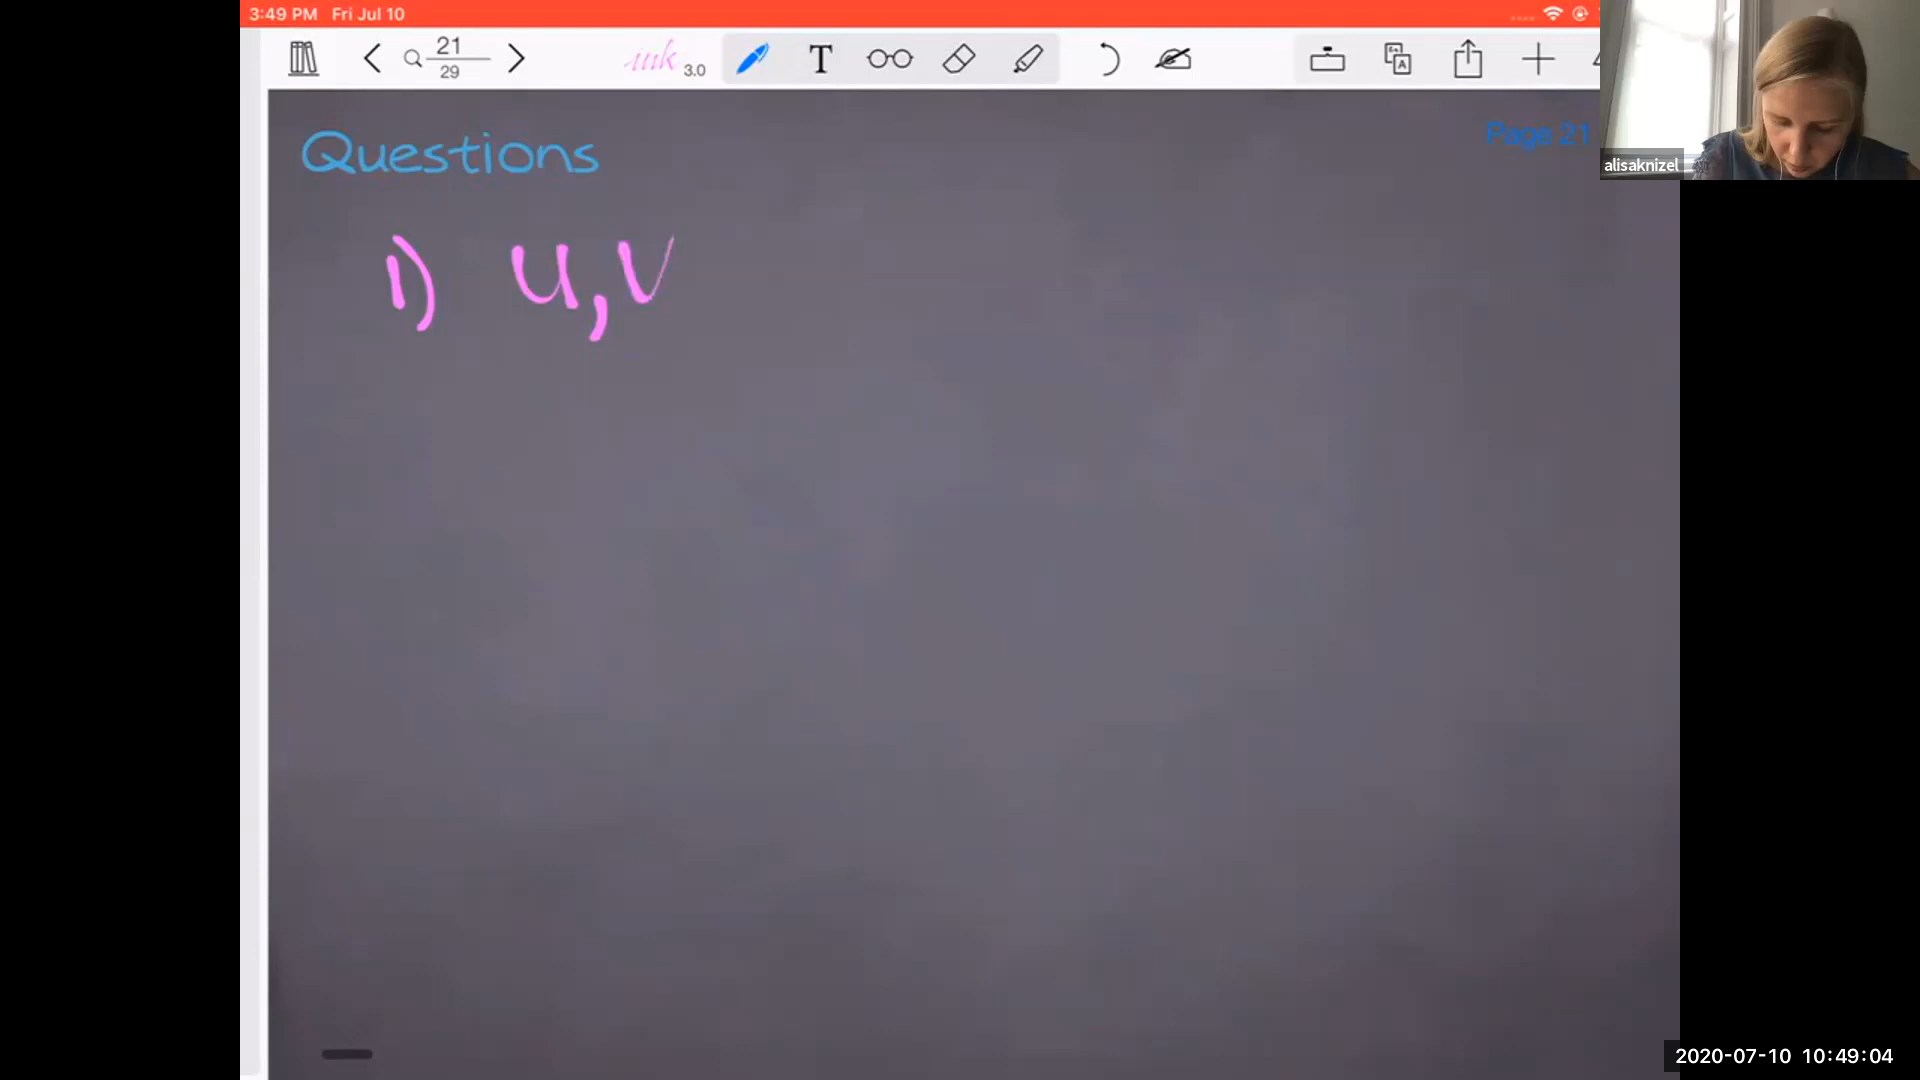 3:49 PM Fri Jul 10
21
29
ink 3.0
T
A
Questions
Page 21
alisaknizel
1) u, v
2020-07-10 10:49:04